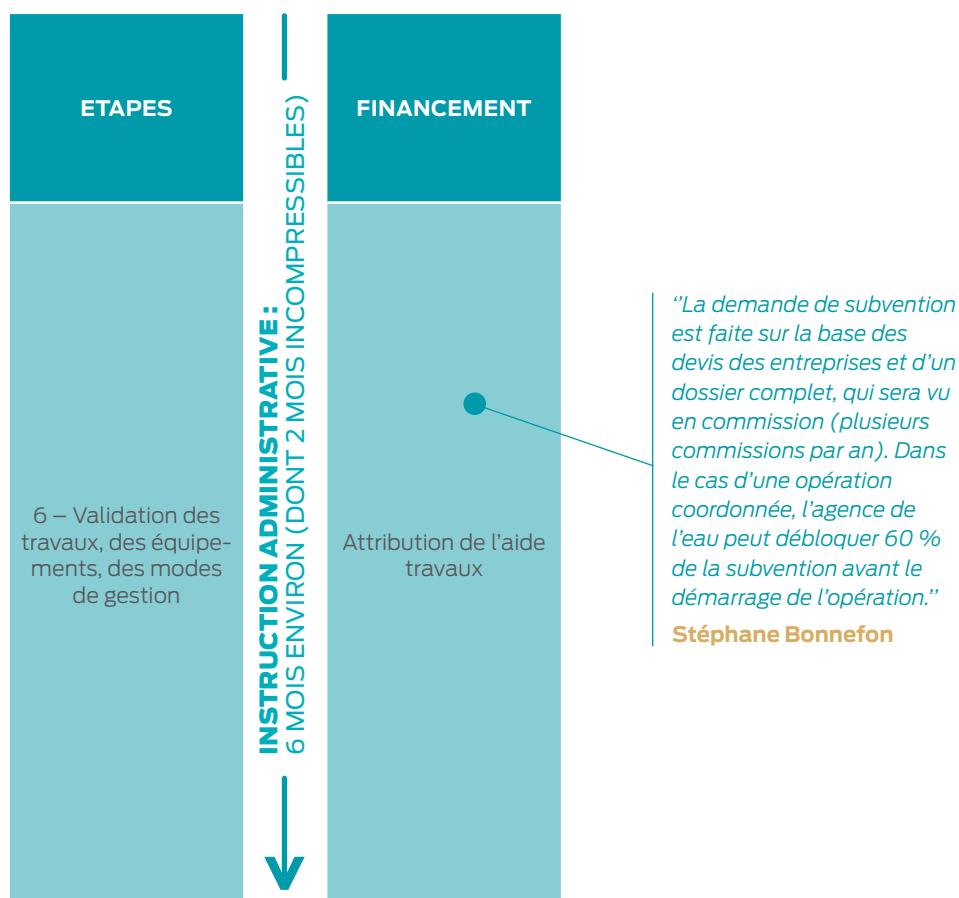 ETAPES
6 – Validation des
travaux, des équipe-
ments, des modes
de gestion
INSTRUCTION ADMINISTRATIVE :
6 MOIS ENVIRON (DONT 2 MOIS INCOMPRESSIBLES)
FINANCEMENT
Attribution de l’aide
travaux
‘‘La demande de subvention
est faite sur la base des
devis des entreprises et d’un
dossier complet, qui sera vu
en commission (plusieurs
commissions par an). Dans
le cas d’une opération
coordonnée, l’agence de
l’eau peut débloquer 60 %
de la subvention avant le
démarrage de l’opération.’’
Stéphane Bonnefon